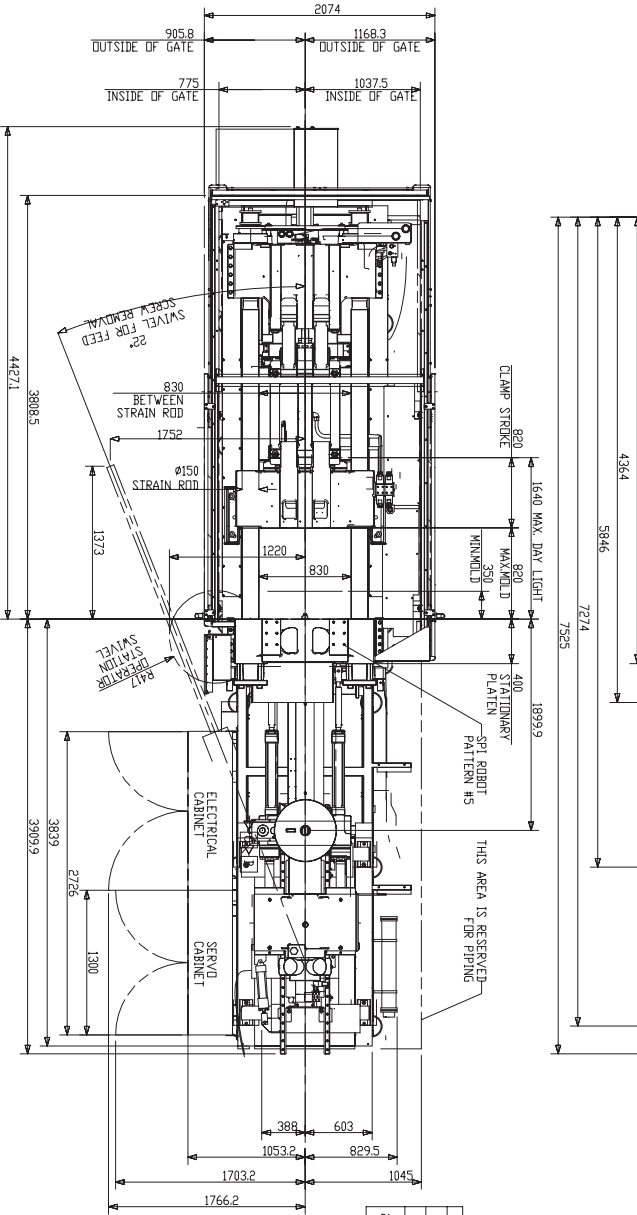 2074
905.8
OUTSIDE OF GATE
1168.3
OUTSIDE OF GATE
775
INSIDE OF GATE
1037.5
INSIDE OF GATE
4427.1
3808.5
22°
SWIVEL FOR FEED
SCREW REMOVAL
830
BETWEEN
STRAIN ROD
1752
ø150
STRAIN ROD
1373
1220
830
820
CLAMP STROKE
1640 MAX. DAY LIGHT
820
MAX.MOLD
350
MIN.MOLD
4364
5846
7274
7525
R417
OPERATOR
STATION
SWIVEL
400
STATIONARY
PLATEN
1899.9
SPI ROBOT
PATTERN #5
THIS AREA IS RESERVED
FOR PIPING
ELECTRICAL
CABINET
SERVO
CABINET
3909.9
3839
2726
1300
388
603
1053.2
829.5
1703.2
1045
1766.2